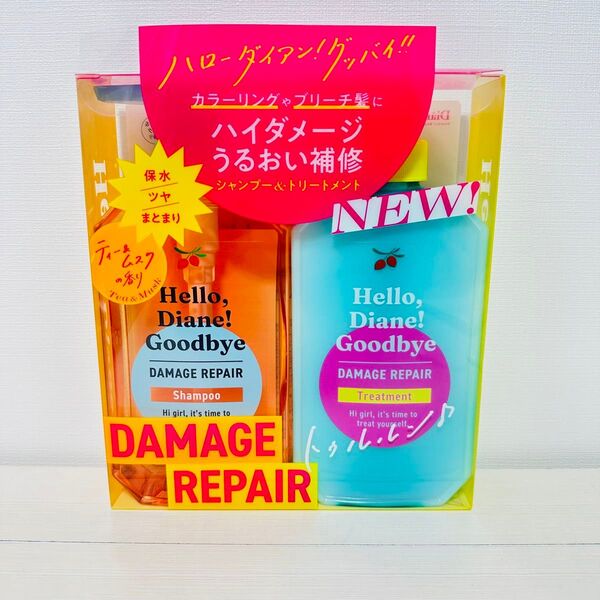 ハローダイアン!グッバイ!!
カラーリングやブリーチ髪に
ハイダメージ
うるおい補修
シャンプー&トリートメント
NEW!
保水
ツヤ
まとまり
ティー&
ムスク
の香り
Tea & Musk
Hello,
Diane!
Goodbye
DAMAGE REPAIR
Shampoo
Hi girl, it's time to
DAMAGE
REPAIR
Hello,
Diane!
Goodbye
DAMAGE REPAIR
Treatment
Hi girl, it's time to
treat yourself.
トゥル・ルン♪